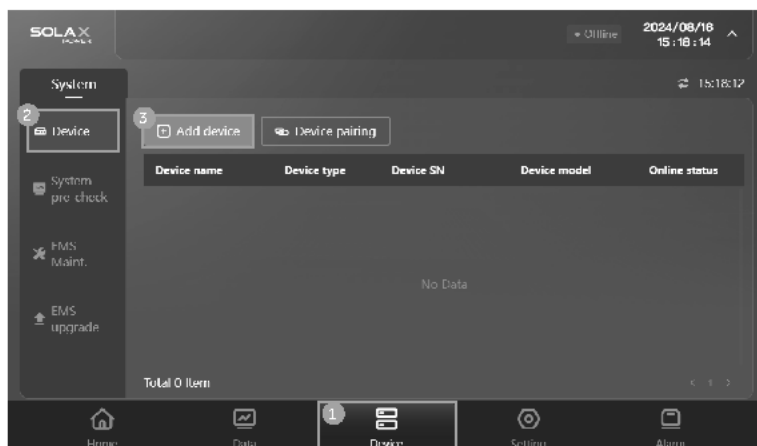 SOLAX
POWER
Offline
2024/08/16
15:18:14
System
15:18:12
2
Device
3
Add device
Device pairing
Device name Device type Device SN Device model Online status
System
pre-check
EMS
Maint.
No Data
EMS
upgrade
Total 0 Item
1
Home Data Device Setting Alarm